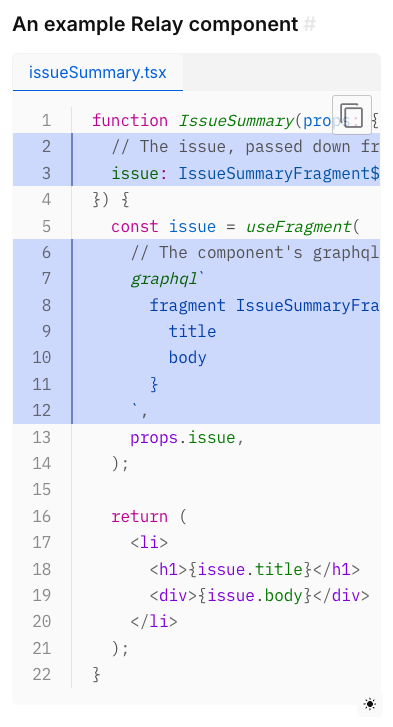 An example Relay component #
issueSummary.tsx
1 function IssueSummary(props: {
2 // The issue, passed down fr
3 issue: IssueSummaryFragment$
4 }) {
5 const issue = useFragment(
6 // The component's graphql
7 graphql`
8 fragment IssueSummaryFra
9 title
10 body
11 }
12 `,
13 props.issue,
14 );
15
16 return (
17 <li>
18 <h1>{issue.title}</h1>
19 <div>{issue.body}</div>
20 </li>
21 );
22 }